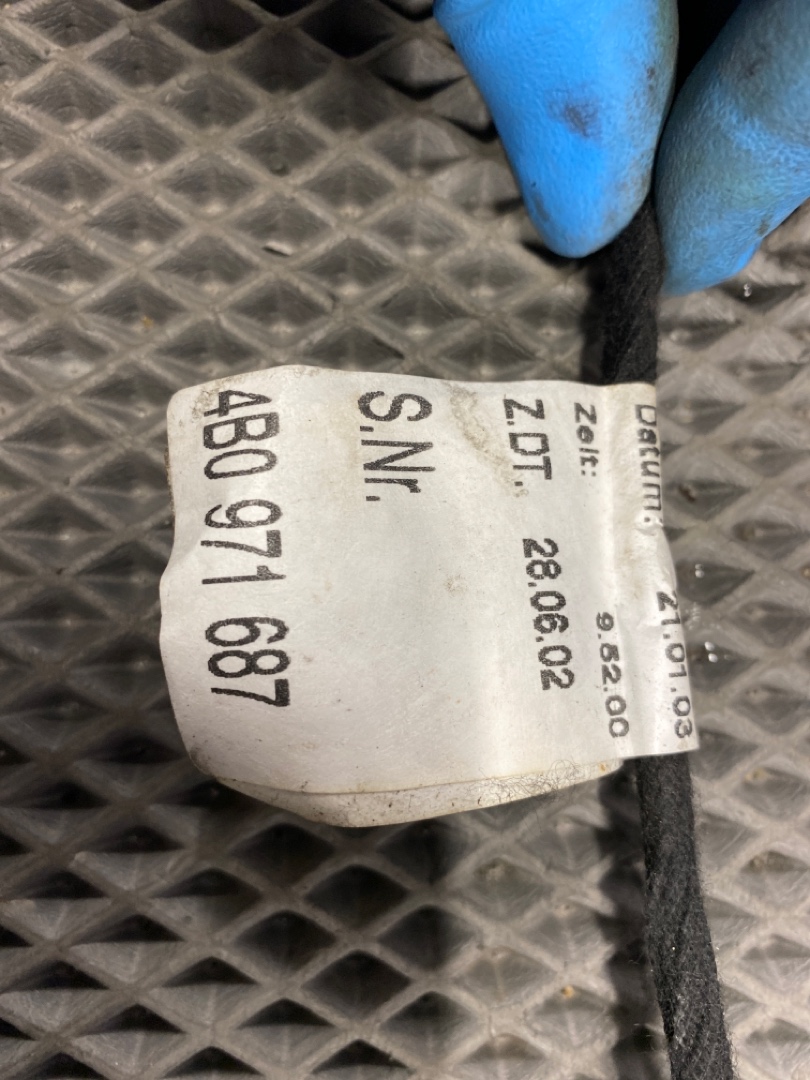 Datum: 21.01.03
Zeit: 9.52.00
Z.DT. 28.06.02
S.Nr.
4B0 971 687